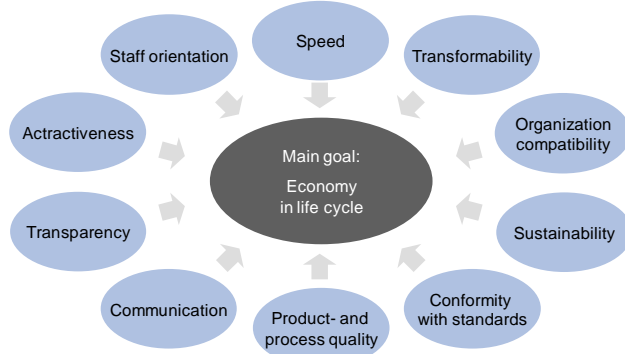 Speed
Staff orientation
Transformability
Actractiveness
Organization
compatibility
Main goal:
Economy
in life cycle
Transparency
Sustainability
Communication
Product- and
process quality
Conformity
with standards